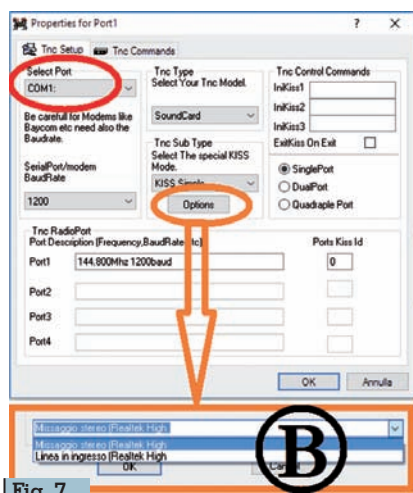 Properties for Port1
Tnc Setup
Tnc Commands
Select Port
COM1:
Be carefull for Modems like
Baycom etc need also the
Baudrate.
SerialPort/modem
BaudRate
1200
Tnc Type
Select Your Tnc Model.
SoundCard
Tnc Sub Type
Select The special KISS
Mode.
KISS Simple
Options
Tnc Control Commands
IniKiss1
IniKiss2
IniKiss3
ExitKiss On Exit
SinglePort
DualPort
Quadraple Port
Tnc RadioPort
Port Description (Frequency,BaudRate etc)
Ports Kiss Id
Port1
144.800Mhz 1200baud
0
Port2
Port3
Port4
OK
Annulla
Missaggio stereo (Realtek High
Missaggio stereo (Realtek High
Linea in ingresso (Realtek High
OK
B
Fig. 7